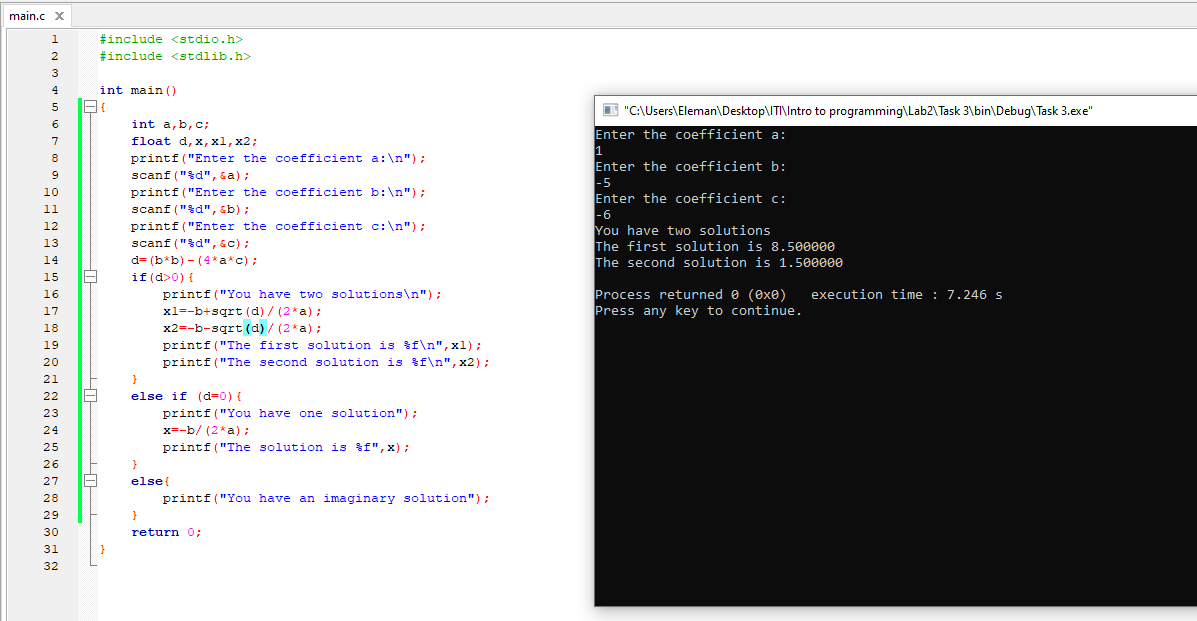 main.c X
1 #include <stdio.h>
2 #include <stdlib.h>
3
4 int main()
5 {
6 int a,b,c;
7 float d,x,x1,x2;
8 printf("Enter the coefficient a:\n");
9 scanf("%d",&a);
10 printf("Enter the coefficient b:\n");
11 scanf("%d",&b);
12 printf("Enter the coefficient c:\n");
13 scanf("%d",&c);
14 d=(b*b)-(4*a*c);
15 if(d>0){
16 printf("You have two solutions\n");
17 x1=-b+sqrt(d)/(2*a);
18 x2=-b-sqrt(d)/(2*a);
19 printf("The first solution is %f\n",x1);
20 printf("The second solution is %f\n",x2);
21 }
22 else if (d=0){
23 printf("You have one solution");
24 x=-b/(2*a);
25 printf("The solution is %f",x);
26 }
27 else{
28 printf("You have an imaginary solution");
29 }
30 return 0;
31 }
32
"C:\Users\Eleman\Desktop\ITI\Intro to programming\Lab2\Task 3\bin\Debug\Task 3.exe"
Enter the coefficient a:
1
Enter the coefficient b:
-5
Enter the coefficient c:
-6
You have two solutions
The first solution is 8.500000
The second solution is 1.500000
Process returned 0 (0x0) execution time : 7.246 s
Press any key to continue.